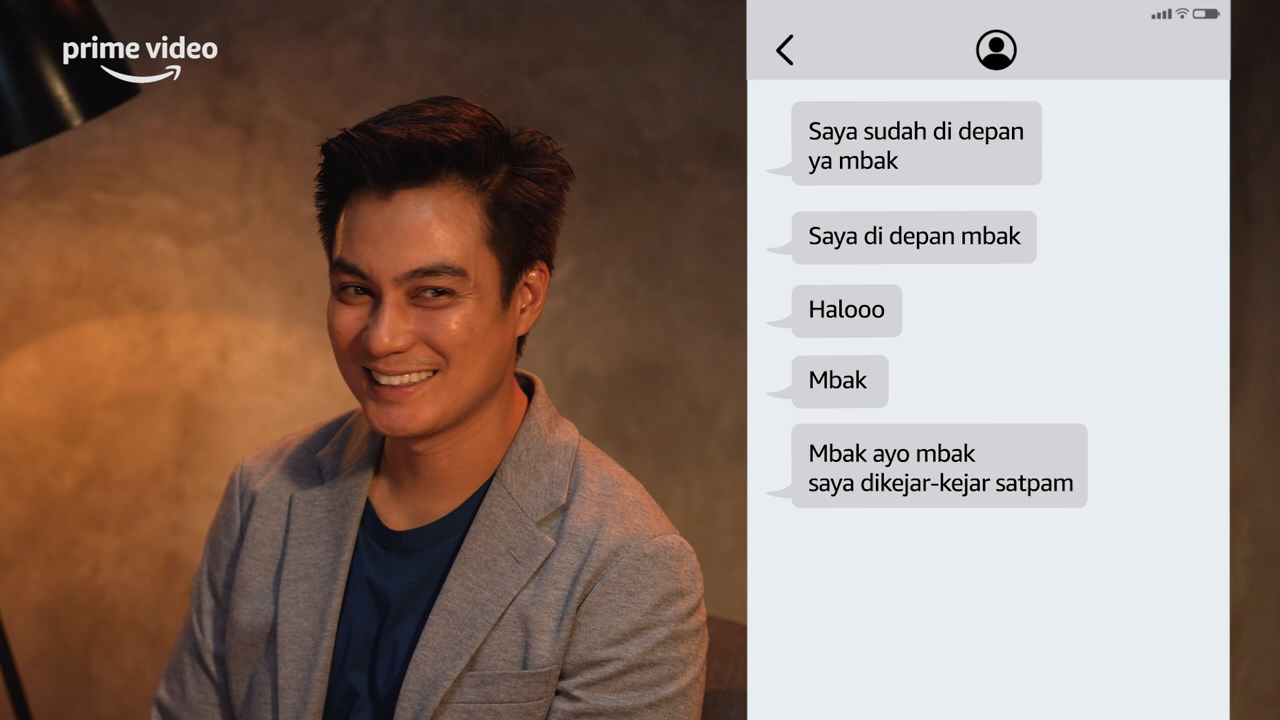 prime video
Saya sudah di depan
ya mbak
Saya di depan mbak
Halooo
Mbak
Mbak ayo mbak
saya dikejar-kejar satpam